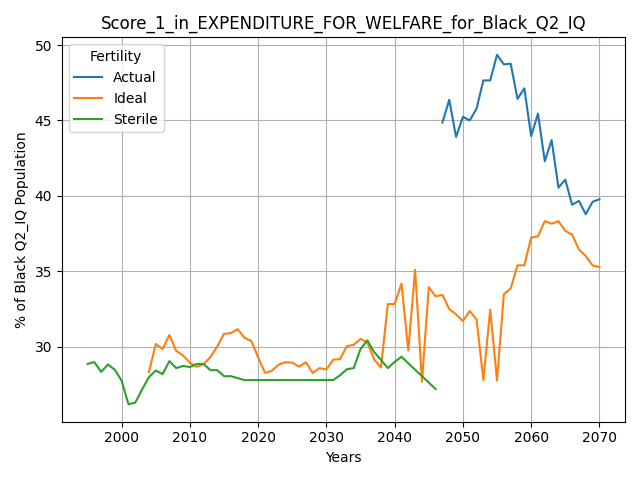 Score_1_in_EXPENDITURE_FOR_WELFARE_for_Black_Q2_IQ
% of Black Q2_IQ Population
50
45
40
35
30
Fertility
Actual
Ideal
Sterile
2000
2010
2020
2030
2040
2050
2060
2070
Years